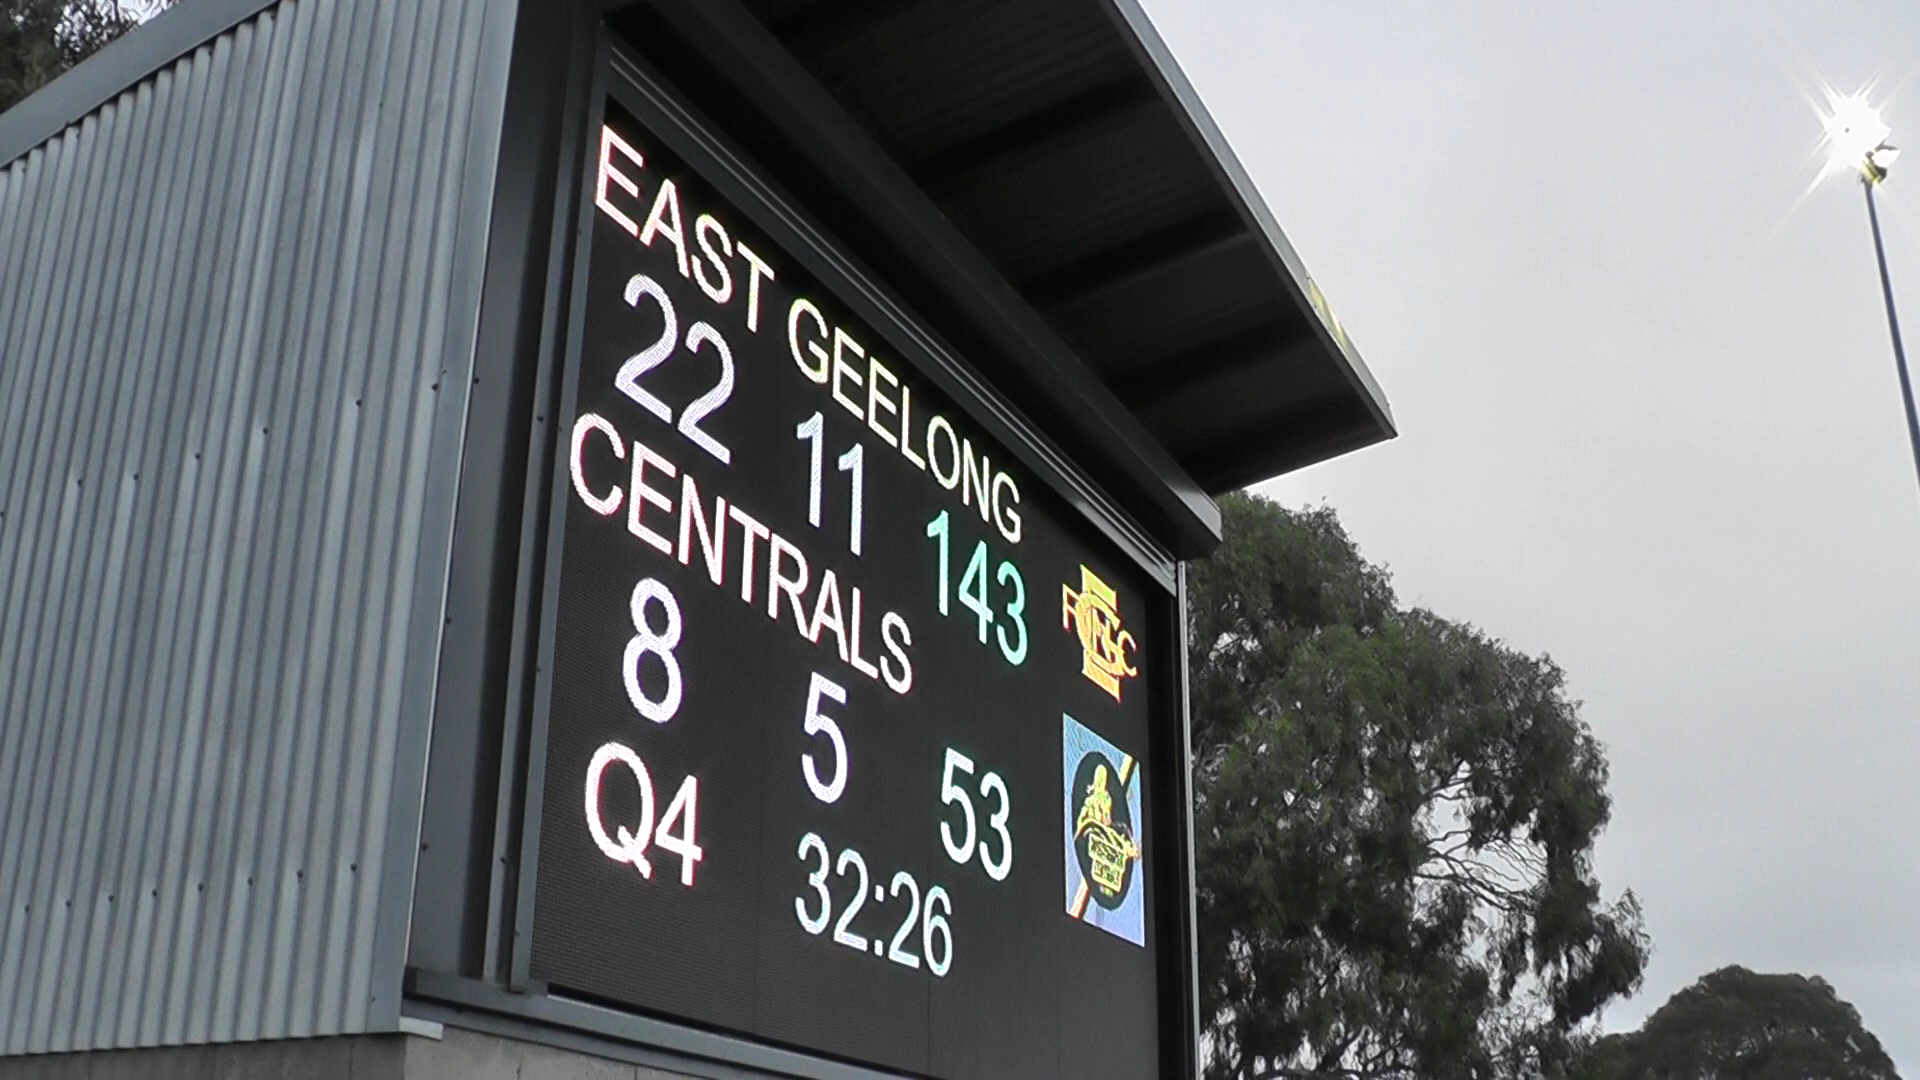 EAST GEELONG
22 11 143
CENTRALS
8 5 53
Q4 32:26